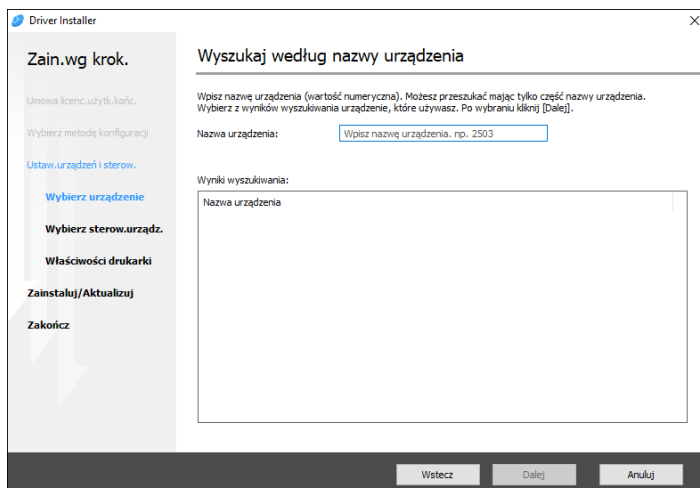 Driver Installer
Zain.wg krok.
Umowa licenc.użytk.końc.
Wybierz metodę konfiguracji
Ustaw.urządzeń i sterow.
Wybierz urządzenie
Wybierz sterow.urządz.
Właściwości drukarki
Zainstaluj/Aktualizuj
Zakończ
Wyszukaj według nazwy urządzenia
Wpisz nazwę urządzenia (wartość numeryczna). Możesz przeszukać mając tylko część nazwy urządzenia.
Wybierz z wyników wyszukiwania urządzenie, które używasz. Po wybraniu kliknij [Dalej].
Nazwa urządzenia: Wpisz nazwę urządzenia. np. 2503
Wyniki wyszukiwania:
Nazwa urządzenia
Wstecz Dalej Anuluj